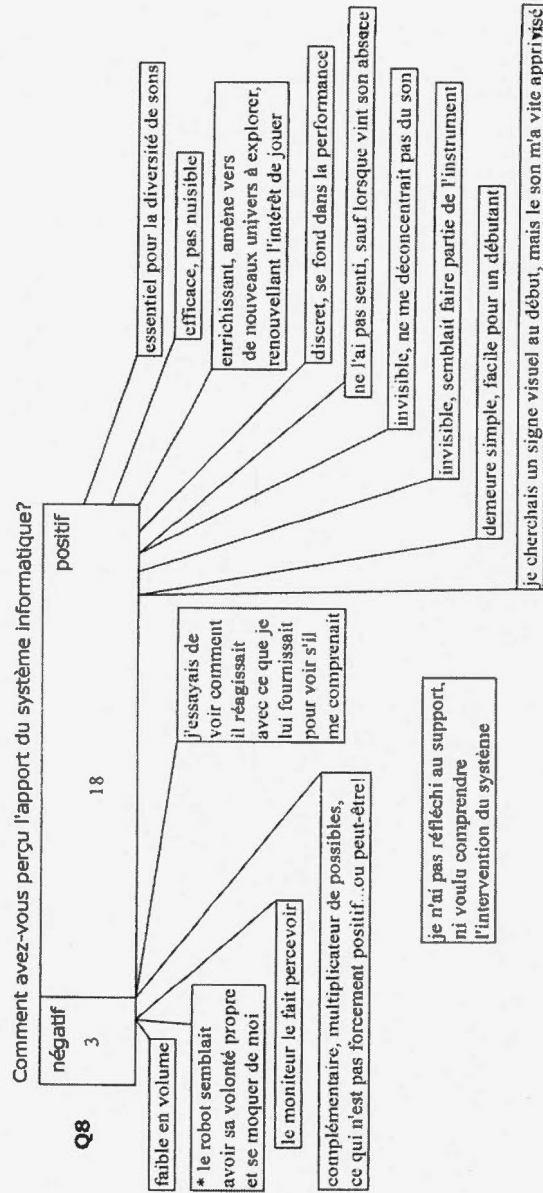 Comment avez-vous perçu l'apport du système informatique?
Q8
négatif
3
positif
18
faible en volume
* le robot semblait
avoir sa volonté propre
et se moquer de moi
le moniteur le fait percevoir
complémentaire, multiplicateur de possibles,
ce qui n'est pas forcement positif...ou peut-être!
j'essayais de
voir comment
il réagissait
avec ce que je
lui fournissait
pour voir s'il
me comprenait
je n'ai pas réfléchi au support,
ni voulu comprendre
l'intervention du système
essentiel pour la diversité de sons
efficace, pas nuisible
enrichissant, amène vers
de nouveaux univers à explorer,
renouvellant l'intérêt de jouer
discret, se fond dans la performance
ne l'ai pas senti, sauf lorsque vint son absace
invisible, ne me déconcentrait pas du son
invisible, semblait faire partie de l'instrument
demeure simple, facile pour un débutant
je cherchais un signe visuel au début, mais le son m'a vite apprivisé